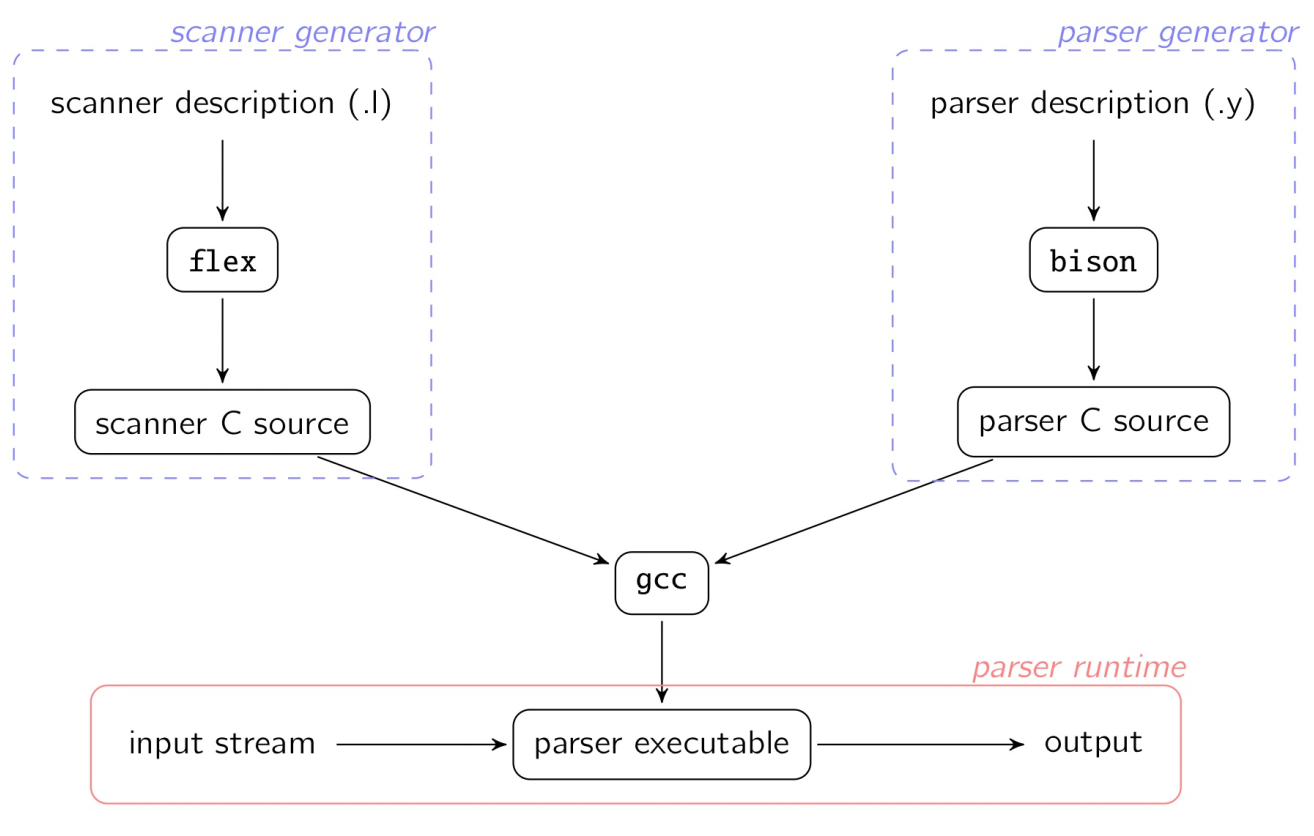 scanner generator
parser generator
scanner description (.l)
parser description (.y)
flex
bison
scanner C source
parser C source
gcc
parser runtime
input stream
parser executable
output